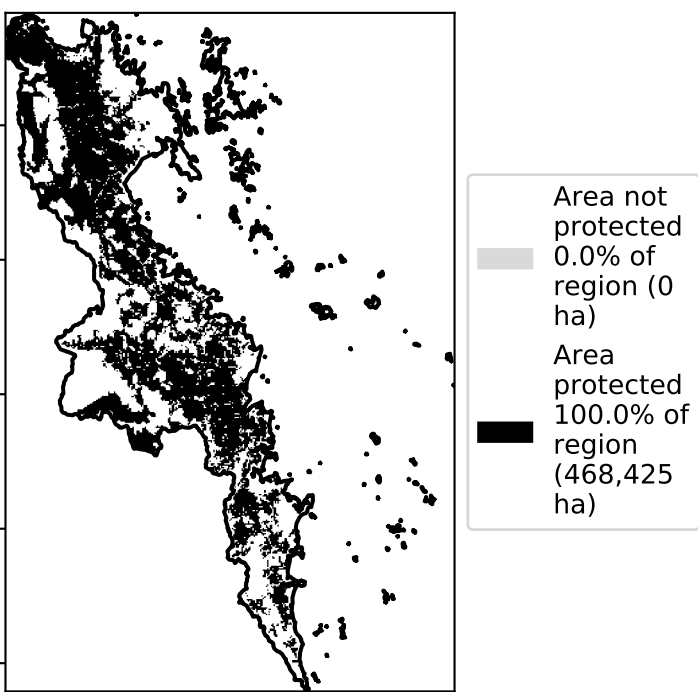 Area not
protected
0.0% of
region (0
ha)
Area
protected
100.0% of
region
(468,425
ha)